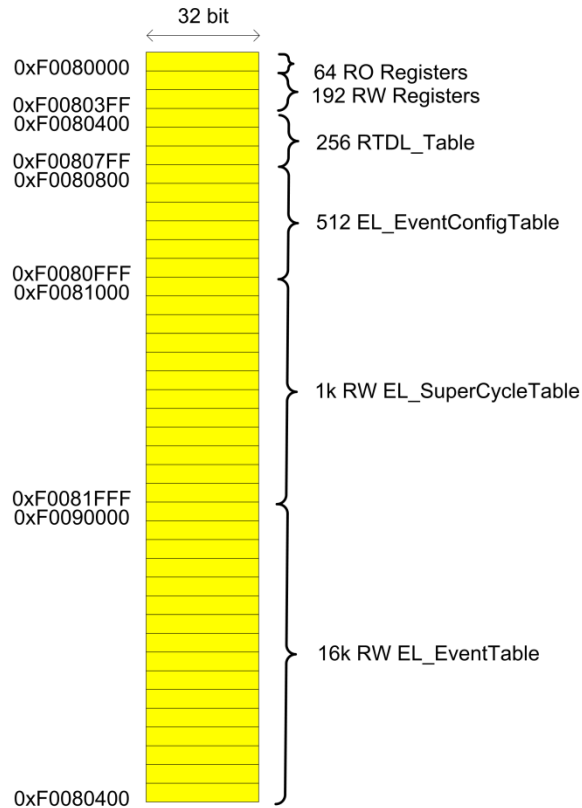 32 bit
0xF0080000
64 RO Registers
192 RW Registers
0xF00803FF
0xF0080400
256 RTDL_Table
0xF00807FF
0xF0080800
512 EL_EventConfigTable
0xF0080FFF
0xF0081000
1k RW EL_SuperCycleTable
0xF0081FFF
0xF0090000
16k RW EL_EventTable
0xF0080400